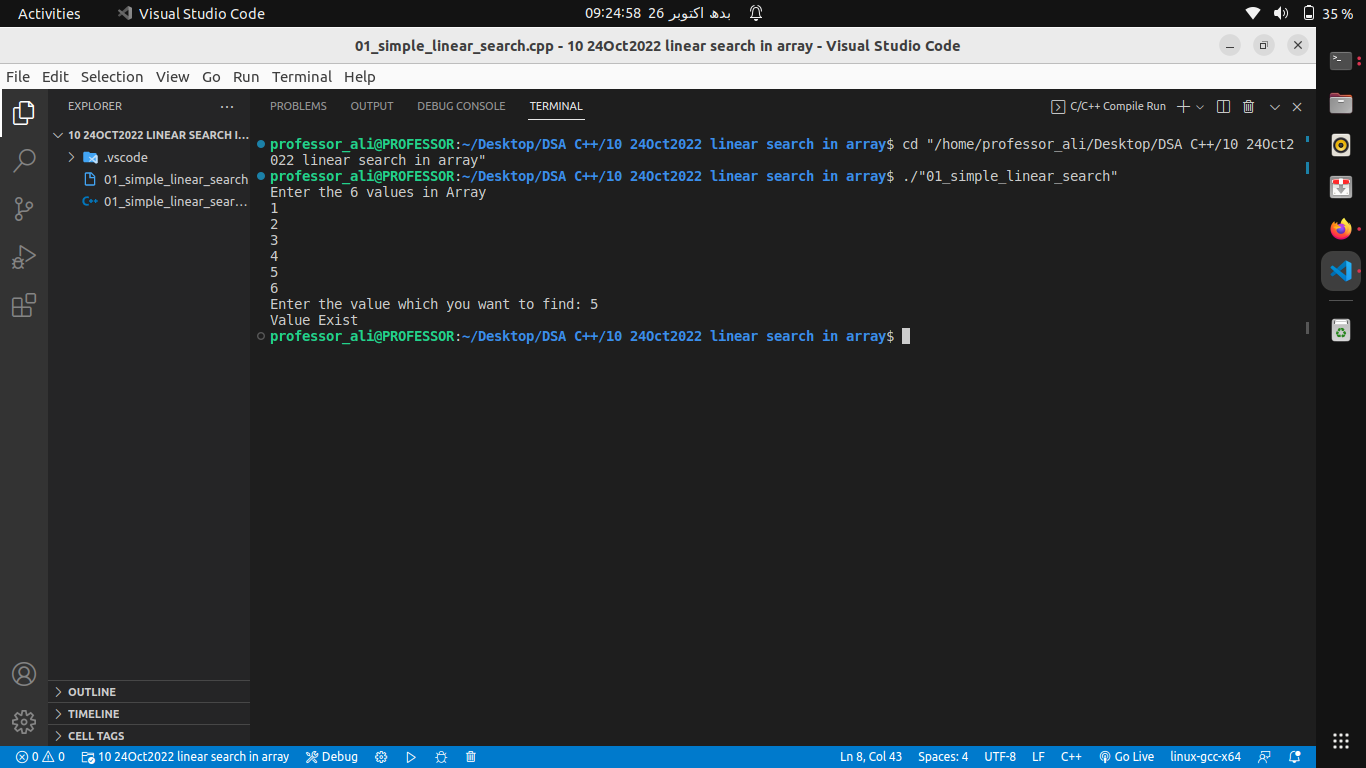 Activities Visual Studio Code 09:24:58 بدھ اکتوبر 26 35 %
01_simple_linear_search.cpp - 10 24Oct2022 linear search in array - Visual Studio Code
File Edit Selection View Go Run Terminal Help
EXPLORER ...
10 24OCT2022 LINEAR SEARCH I...
.vscode
01_simple_linear_search
C++ 01_simple_linear_sear...
OUTLINE
TIMELINE
CELL TAGS
PROBLEMS OUTPUT DEBUG CONSOLE TERMINAL C/C++ Compile Run
professor_ali@PROFESSOR:~/Desktop/DSA C++/10 24Oct2022 linear search in array$ cd "/home/professor_ali/Desktop/DSA C++/10 24Oct2
022 linear search in array"
professor_ali@PROFESSOR:~/Desktop/DSA C++/10 24Oct2022 linear search in array$ ./"01_simple_linear_search"
Enter the 6 values in Array
1
2
3
4
5
6
Enter the value which you want to find: 5
Value Exist
professor_ali@PROFESSOR:~/Desktop/DSA C++/10 24Oct2022 linear search in array$
0 0 10 24Oct2022 linear search in array Debug Ln 8, Col 43 Spaces: 4 UTF-8 LF C++ Go Live linux-gcc-x64